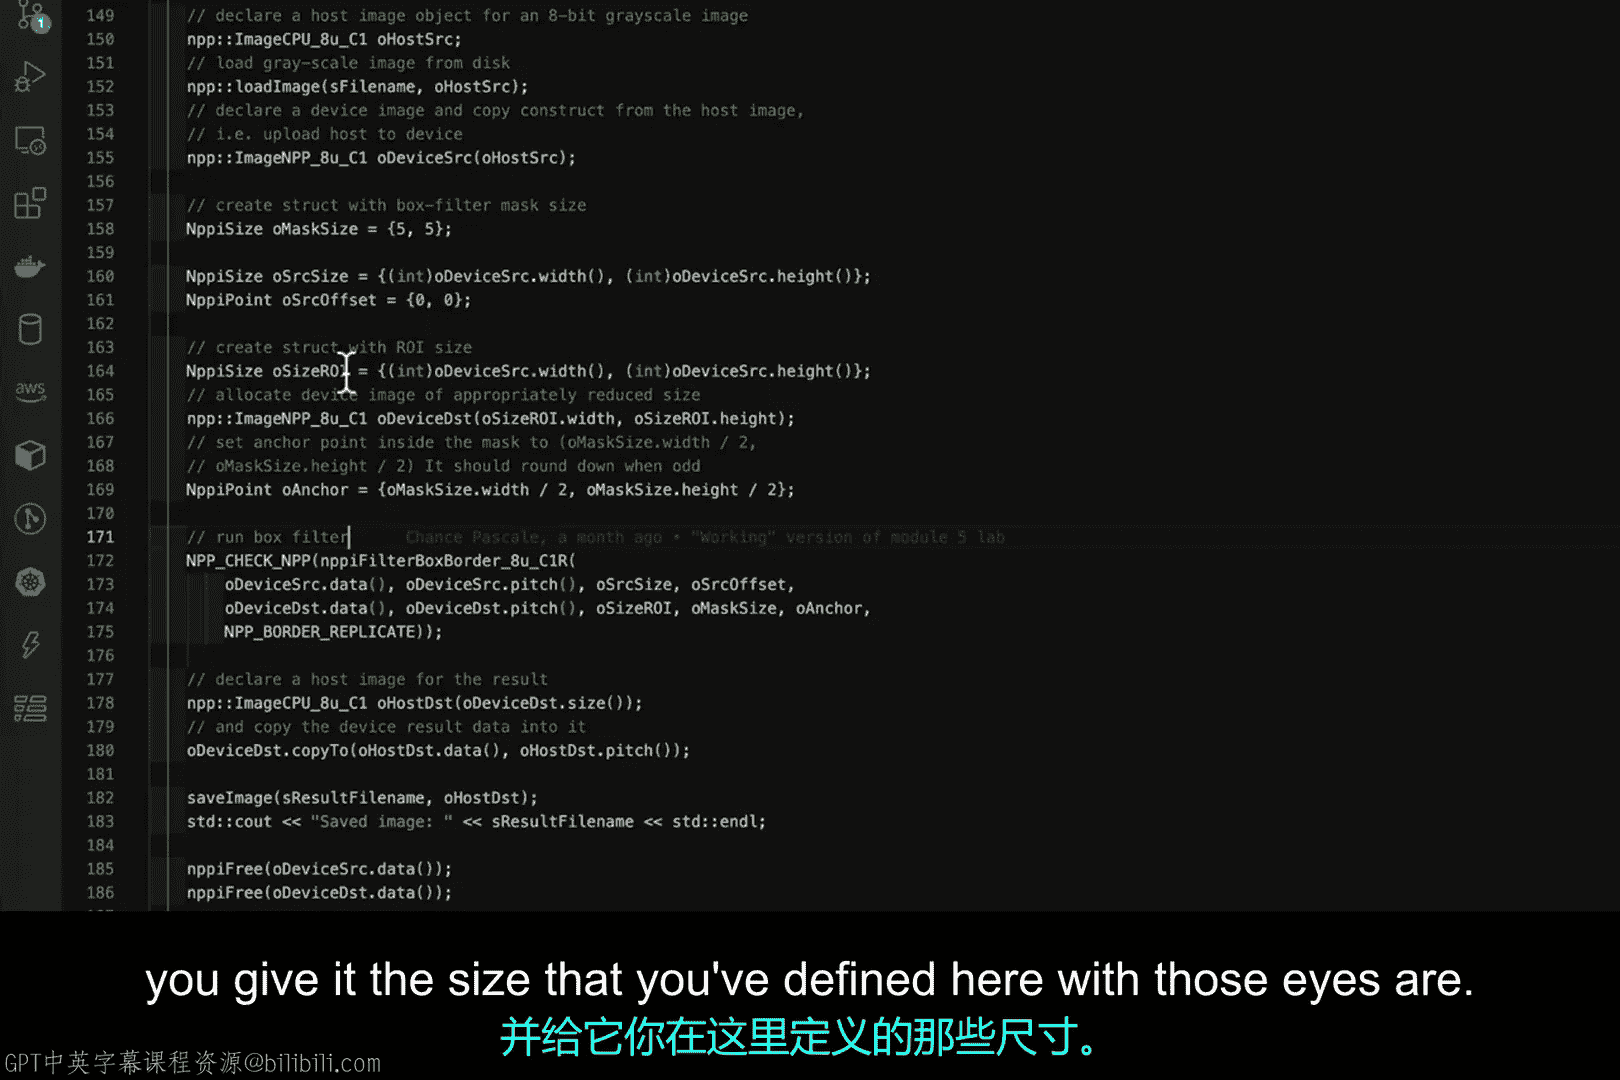 149 // declare a host image object for an 8-bit grayscale image
150 npp::ImageCPU_8u_C1 oHostSrc;
151 // load gray-scale image from disk
152 npp::loadImage(sFilename, oHostSrc);
153 // declare a device image and copy construct from the host image,
154 // i.e. upload host to device
155 npp::ImageNPP_8u_C1 oDeviceSrc(oHostSrc);
156
157 // create struct with box-filter mask size
158 NppiSize oMaskSize = {5, 5};
159
160 NppiSize oSrcSize = {(int)oDeviceSrc.width(), (int)oDeviceSrc.height()};
161 NppiPoint oSrcOffset = {0, 0};
162
163 // create struct with ROI size
164 NppiSize oSizeROI = {(int)oDeviceSrc.width(), (int)oDeviceSrc.height()};
165 // allocate device image of appropriately reduced size
166 npp::ImageNPP_8u_C1 oDeviceDst(oSizeROI.width, oSizeROI.height);
167 // set anchor point inside the mask to (oMaskSize.width / 2,
168 // oMaskSize.height / 2) It should round down when odd
169 NppiPoint oAnchor = {oMaskSize.width / 2, oMaskSize.height / 2};
170
171 // run box filter Chance Pascale, a month ago • "Working" version of module 5 lab
172 NPP_CHECK_NPP(nppiFilterBoxBorder_8u_C1R(
173 oDeviceSrc.data(), oDeviceSrc.pitch(), oSrcSize, oSrcOffset,
174 oDeviceDst.data(), oDeviceDst.pitch(), oSizeROI, oMaskSize, oAnchor,
175 NPP_BORDER_REPLICATE));
176
177 // declare a host image for the result
178 npp::ImageCPU_8u_C1 oHostDst(oDeviceDst.size());
179 // and copy the device result data into it
180 oDeviceDst.copyTo(oHostDst.data(), oHostDst.pitch());
181
182 saveImage(sResultFilename, oHostDst);
183 std::cout << "Saved image: " << sResultFilename << std::endl;
184
185 nppiFree(oDeviceSrc.data());
186 nppiFree(oDeviceDst.data());
1
aws
you give it the size that you've defined here with those eyes are.
并给它你在这里定义的那些尺寸。
GPT中英字幕课程资源@bilibili.com